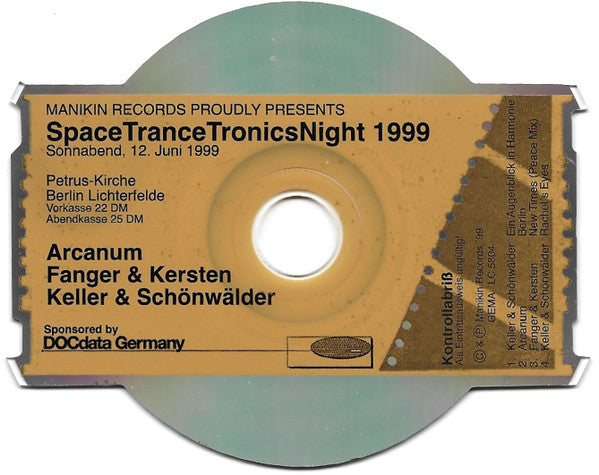 MANIKIN RECORDS PROUDLY PRESENTS
SpaceTranceTronicsNight 1999
Sonnabend, 12. Juni 1999
Petrus-Kirche
Berlin Lichterfelde
Vorkasse 22 DM
Abendkasse 25 DM
Arcanum
Fanger & Kersten
Keller & Schönwälder
Sponsored by
DOCdata Germany
Kontrollabriß
Als Eintrittsausweis ungültig!
© & (P) Manikin Records, 99
GEMA LC 5804
1. Keller & Schönwälder Ein Augenblick in Harmonie
2. Arcanum Berlin
3. Fanger & Kersten New Times (Peace Mix)
4. Keller & Schönwälder Rachel's Eyes